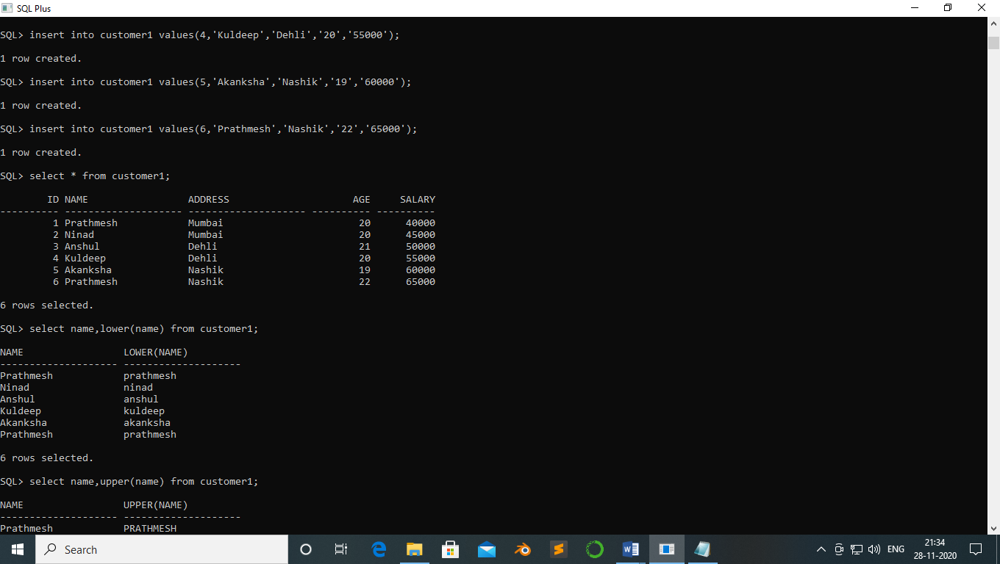 SQL Plus
SQL> insert into customer1 values(4,'Kuldeep','Dehli','20','55000');
1 row created.
SQL> insert into customer1 values(5,'Akanksha','Nashik','19','60000');
1 row created.
SQL> insert into customer1 values(6,'Prathmesh','Nashik','22','65000');
1 row created.
SQL> select * from customer1;
ID NAME ADDRESS AGE SALARY
---------- -------------------- -------------------- ---------- ----------
1 Prathmesh Mumbai 20 40000
2 Ninad Mumbai 20 45000
3 Anshul Dehli 21 50000
4 Kuldeep Dehli 20 55000
5 Akanksha Nashik 19 60000
6 Prathmesh Nashik 22 65000
6 rows selected.
SQL> select name,lower(name) from customer1;
NAME LOWER(NAME)
-------------------- --------------------
Prathmesh prathmesh
Ninad ninad
Anshul anshul
Kuldeep kuldeep
Akanksha akanksha
Prathmesh prathmesh
6 rows selected.
SQL> select name,upper(name) from customer1;
NAME UPPER(NAME)
-------------------- --------------------
Prathmesh PRATHMESH
Search
ENG
21:34
28-11-2020